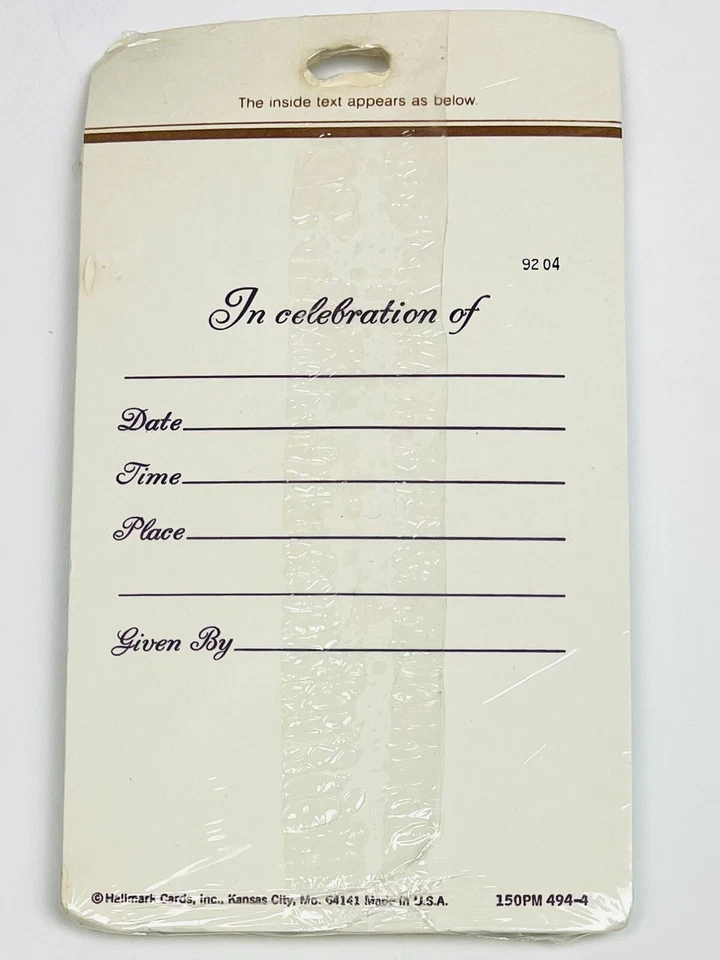 The inside text appears as below.
92 04
In celebration of
Date
Time
Place
Given By
©Hallmark Cards, Inc., Kansas City, Mo. 64141 Made in U.S.A. 150PM 494-4